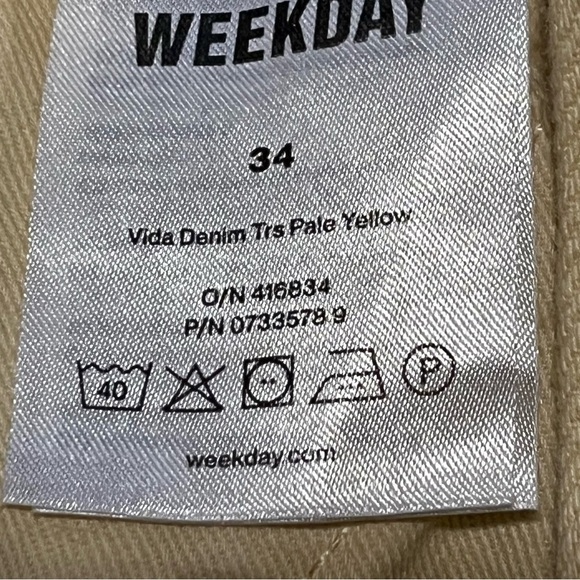 WEEKDAY
34
Vida Denim Trs Pale Yellow
O/N 416834
P/N 0733578 9
40
P
weekday.com